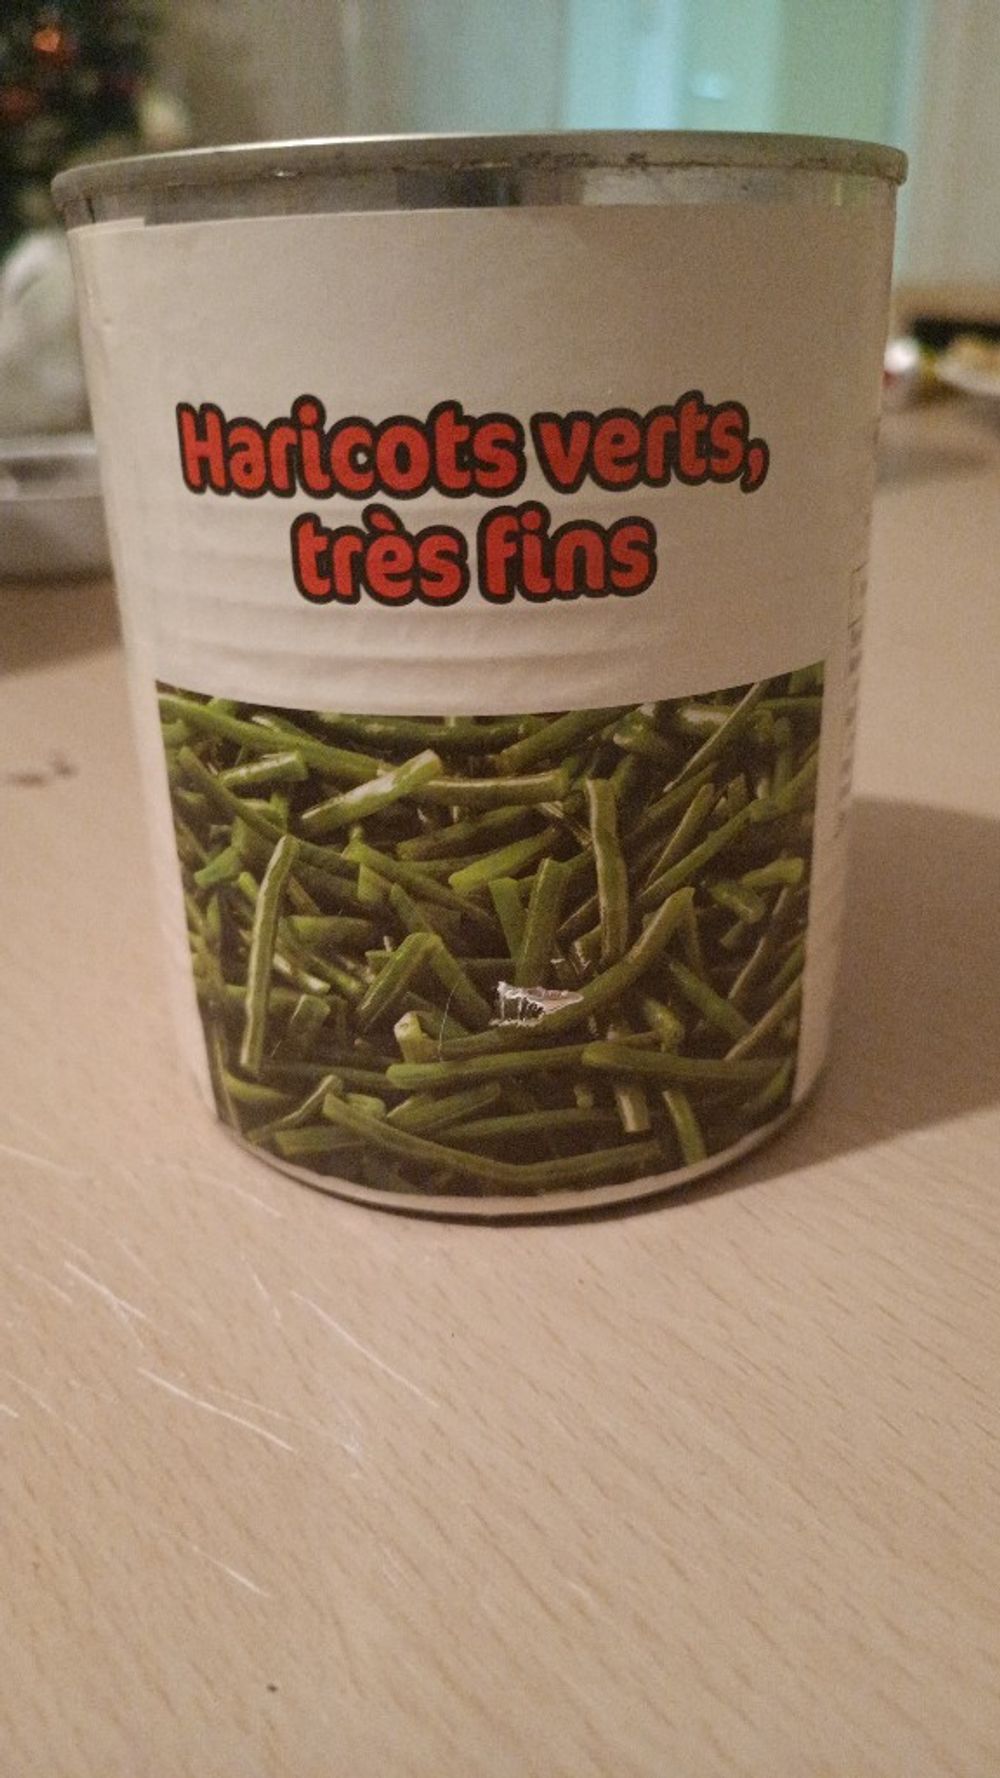 Haricots verts,
très fins